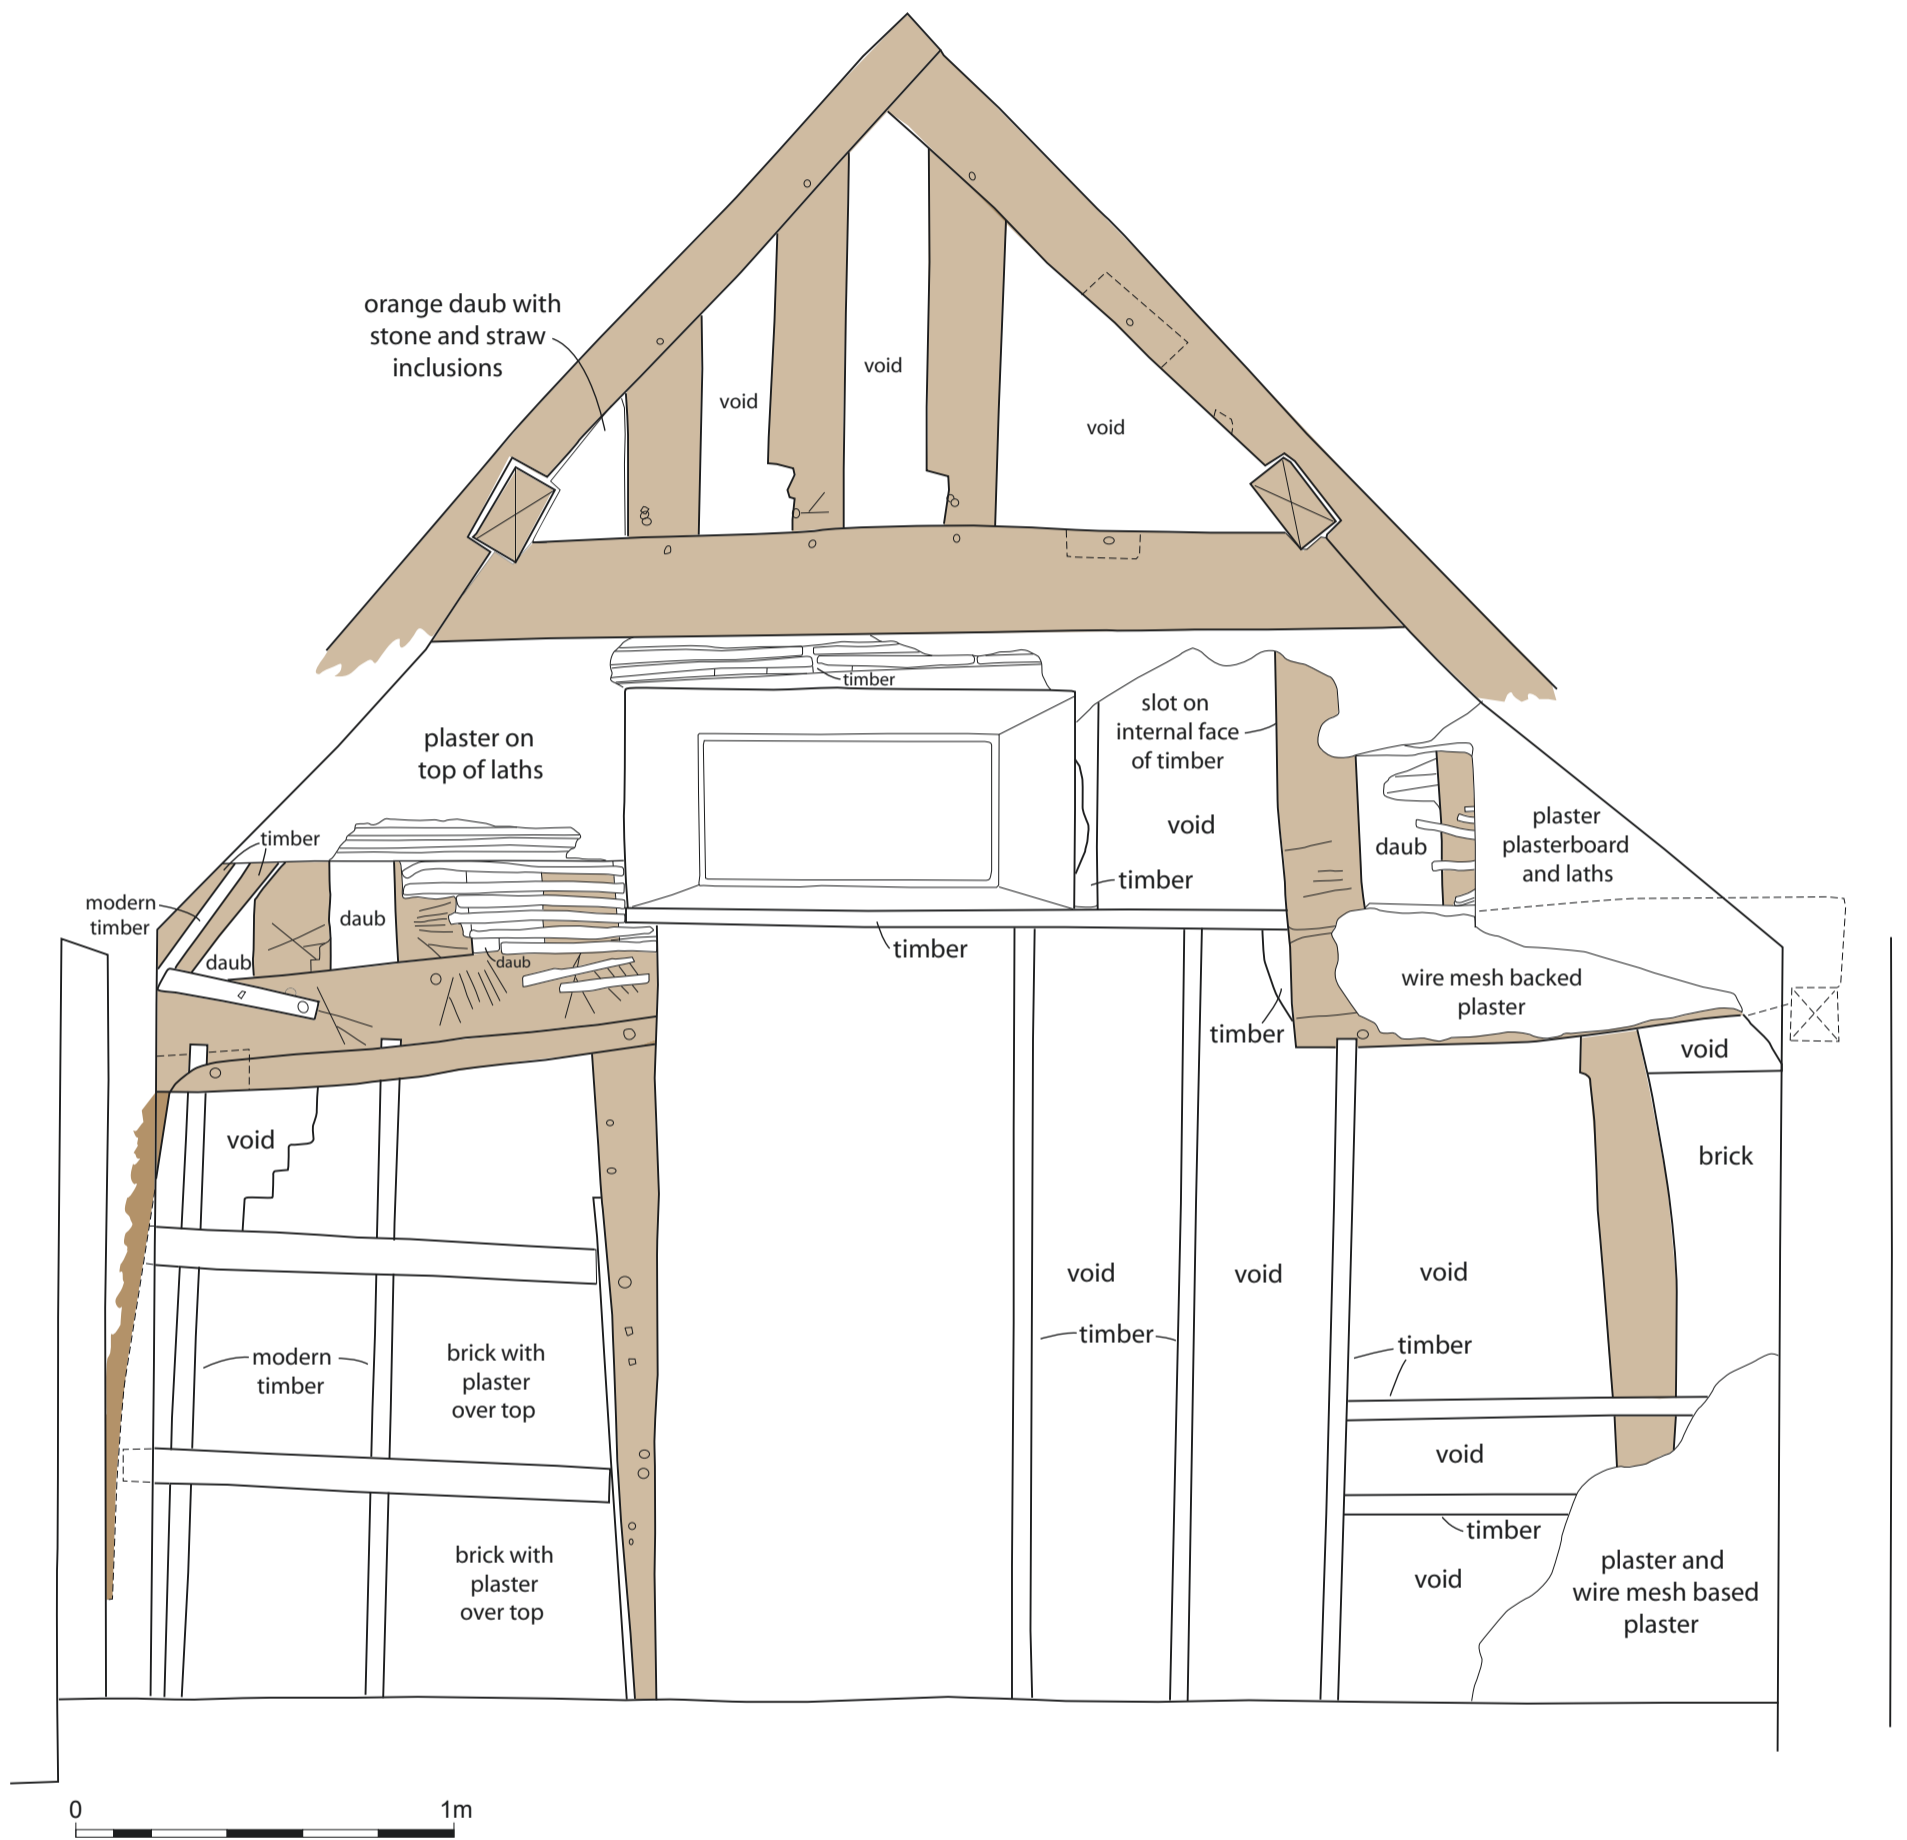 orange daub with
stone and straw
inclusions
void
void
void
timber
slot on
internal face
of timber
plaster on
top of laths
void
plaster
plasterboard
and laths
timber
daub
timber
modern
timber
daub
daub
daub
timber
wire mesh backed
plaster
timber
void
void
brick
void
void
void
timber
timber
modern
timber
brick with
plaster
over top
void
timber
brick with
plaster
over top
void
plaster and
wire mesh based
plaster
0
1m